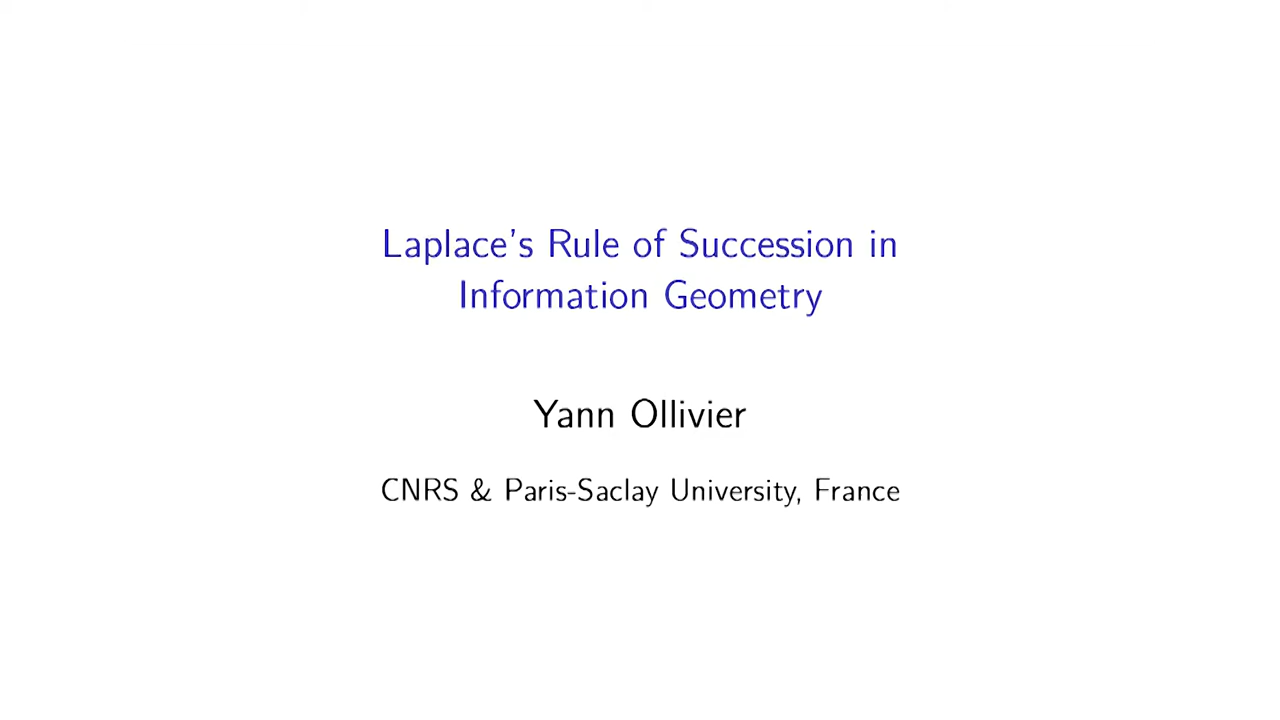 Laplace's Rule of Succession in
Information Geometry
Yann Ollivier
CNRS & Paris-Saclay University, France